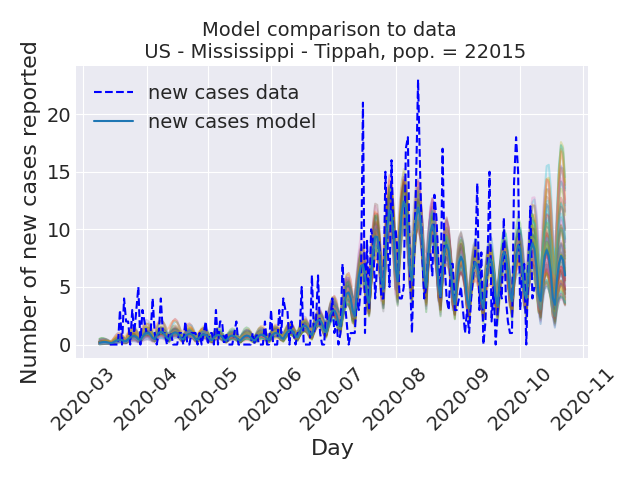 Model comparison to data
US - Mississippi - Tippah, pop. = 22015
Number of new cases reported
20
15
10
5
0
new cases data
new cases model
2020-03
2020-04
2020-05
2020-06
2020-07
2020-08
2020-09
2020-10
2020-11
Day